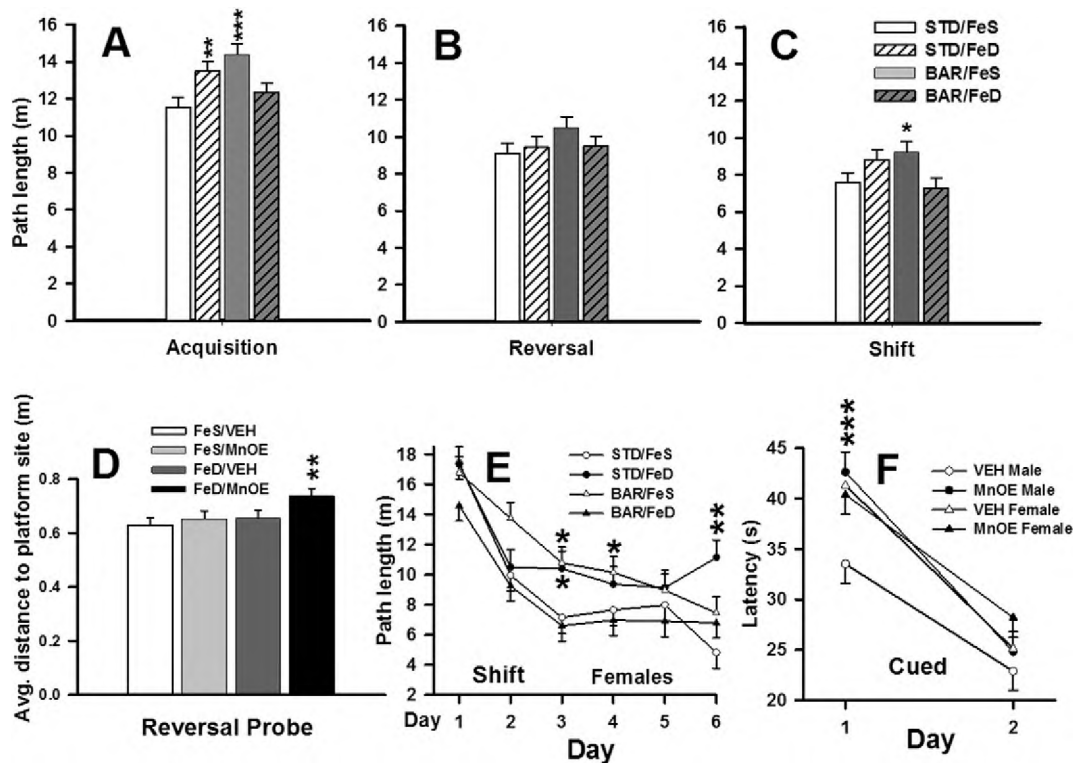 A
Path length (m)
16
14
12
10
8
6
4
2
0
**
***
Acquisition
B
16
14
12
10
8
6
4
2
0
Reversal
C
16
14
12
10
8
6
4
2
0
STD/FeS
STD/FeD
BAR/FeS
BAR/FeD
*
Shift
D
Avg. distance to platform site (m)
0.8
0.6
0.4
0.2
0.0
FeS/VEH
FeS/MnOE
FeD/VEH
FeD/MnOE
**
Reversal Probe
E
Path length (m)
18
16
14
12
10
8
6
4
2
STD/FeS
STD/FeD
BAR/FeS
BAR/FeD
*
*
*
**
Shift Females
Day 1 2 3 4 5 6
Day
F
Latency (s)
45
40
35
30
25
20
***
VEH Male
MnOE Male
VEH Female
MnOE Female
Cued
1 2
Day